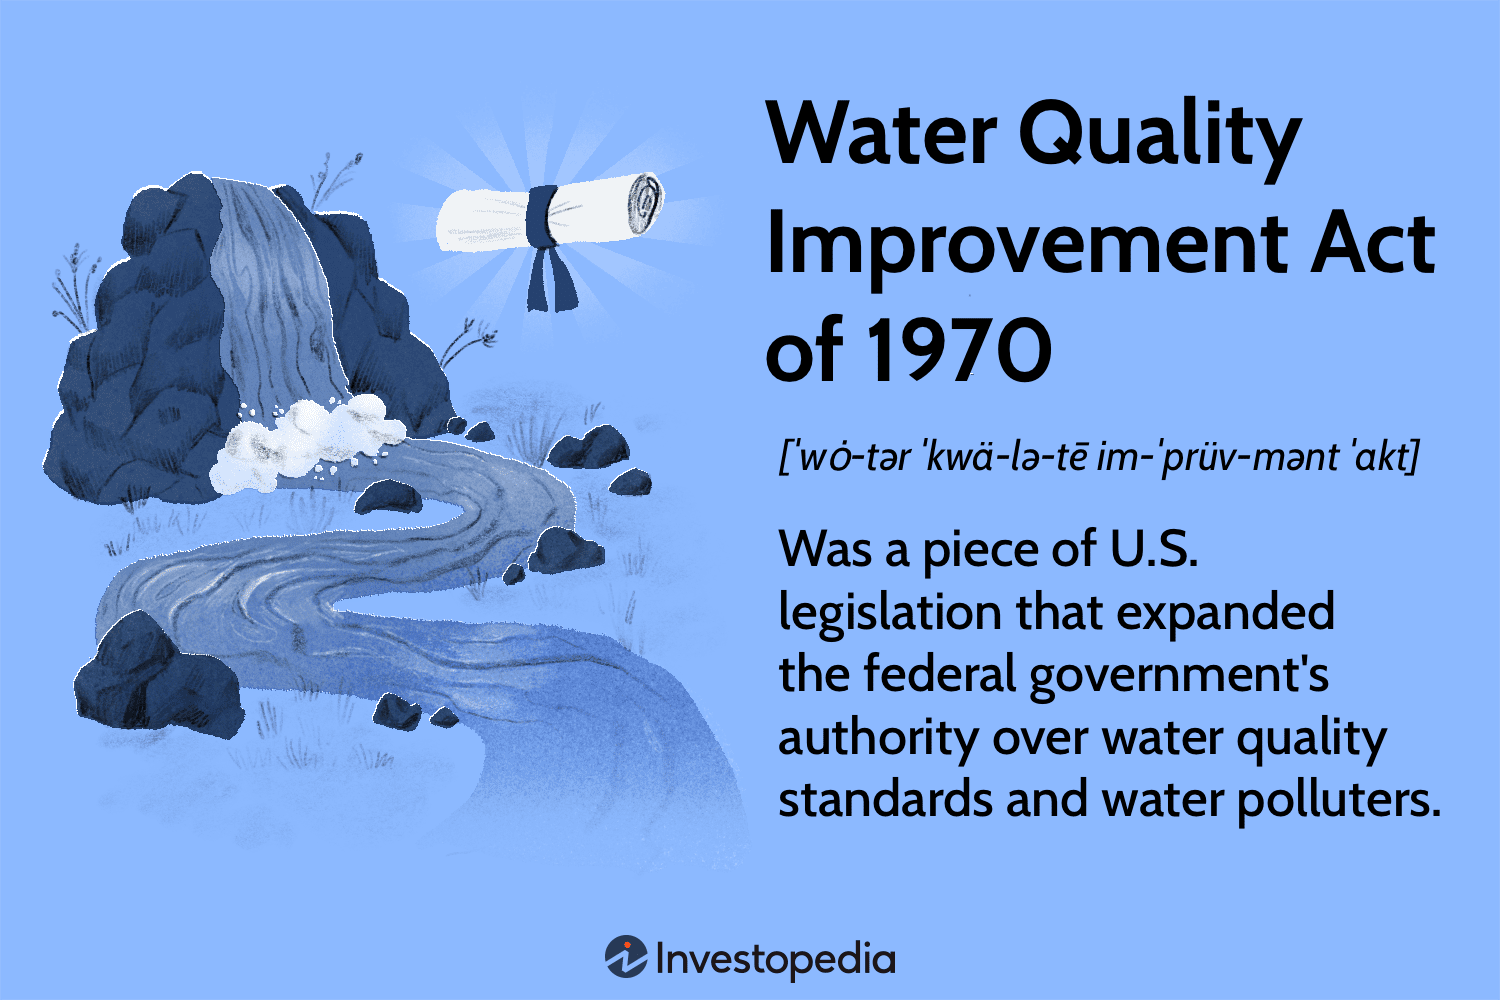 Water Quality
Improvement Act
of 1970
[ˈwȯ-tər ˈkwä-lə-tē im-ˈprüv-mənt ˈakt]
Was a piece of U.S.
legislation that expanded
the federal government's
authority over water quality
standards and water polluters.
Investopedia